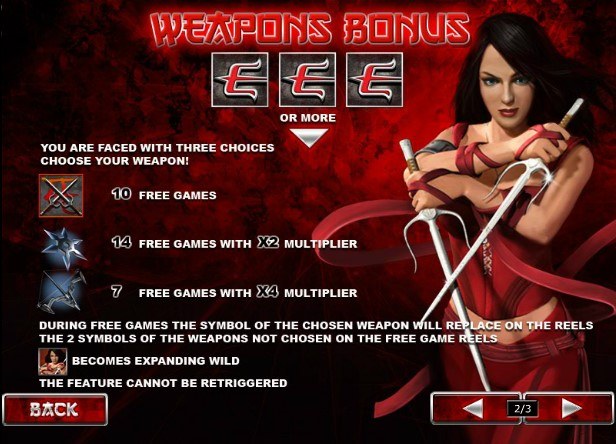 WEAPONS BONUS
E E E
OR MORE
YOU ARE FACED WITH THREE CHOICES
CHOOSE YOUR WEAPON!
10 FREE GAMES
14 FREE GAMES WITH X2 MULTIPLIER
7 FREE GAMES WITH X4 MULTIPLIER
DURING FREE GAMES THE SYMBOL OF THE CHOSEN WEAPON WILL REPLACE ON THE REELS
THE 2 SYMBOLS OF THE WEAPONS NOT CHOSEN ON THE FREE GAME REELS
BECOMES EXPANDING WILD
THE FEATURE CANNOT BE RETRIGGERED
BACK
2/3